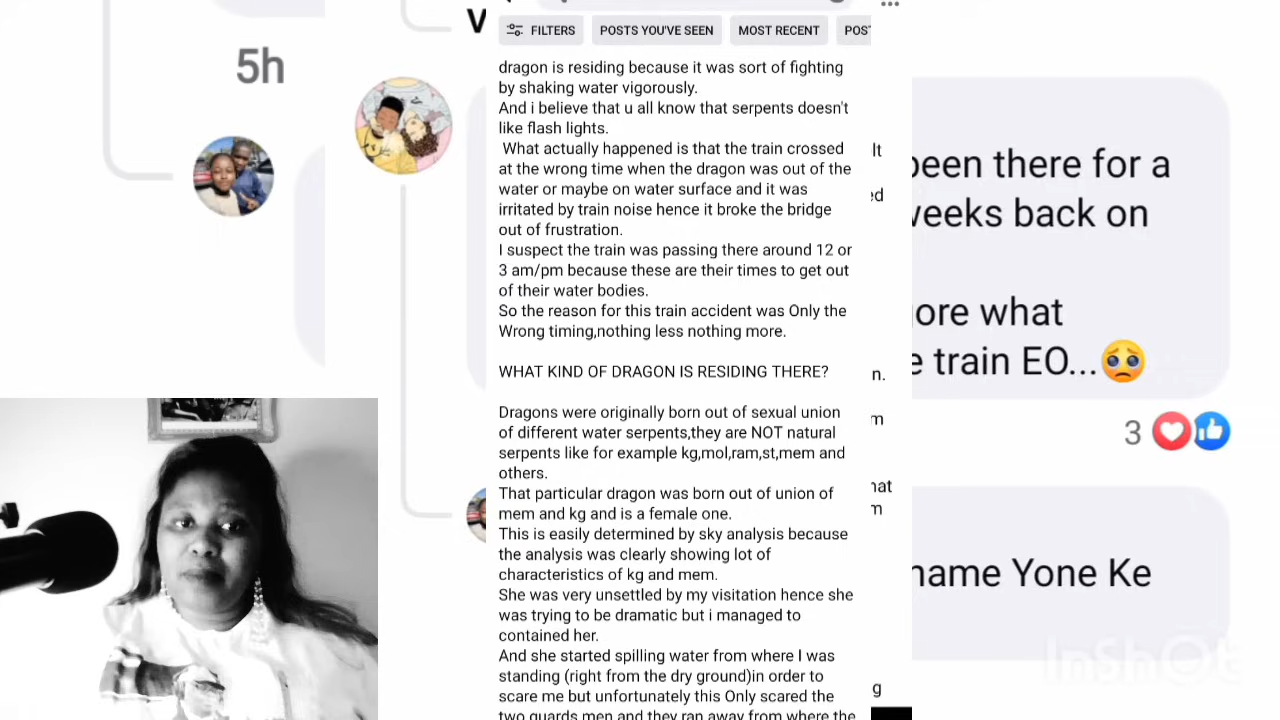 5h
FILTERS
POSTS YOU'VE SEEN
MOST RECENT
POS
dragon is residing because it was sort of fighting
by shaking water vigorously.
And i believe that u all know that serpents doesn't
like flash lights.
What actually happened is that the train crossed
at the wrong time when the dragon was out of the
water or maybe on water surface and it was
irritated by train noise hence it broke the bridge
out of frustration.
I suspect the train was passing there around 12 or
3 am/pm because these are their times to get out
of their water bodies.
So the reason for this train accident was Only the
Wrong timing,nothing less nothing more.
WHAT KIND OF DRAGON IS RESIDING THERE?
Dragons were originally born out of sexual union
of different water serpents,they are NOT natural
serpents like for example kg,mol,ram,st,mem and
others.
That particular dragon was born out of union of
mem and kg and is a female one.
This is easily determined by sky analysis because
the analysis was clearly showing lot of
characteristics of kg and mem.
She was very unsettled by my visitation hence she
was trying to be dramatic but i managed to
contained her.
And she started spilling water from where I was
standing (right from the dry ground)in order to
scare me but unfortunately this Only scared the
two guards men and they ran away from where the
been there for a
weeks back on
ore what
e train EO...🥺
3
name Yone Ke
InShOt